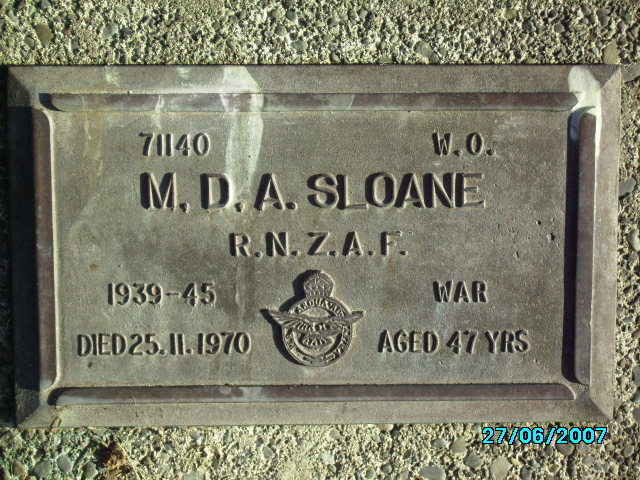 71140 W.O.
M.D.A. SLOANE
R.N.Z.A.F.
1939-45 WAR
DIED 25.11.1970 AGED 47 YRS
27/06/2007